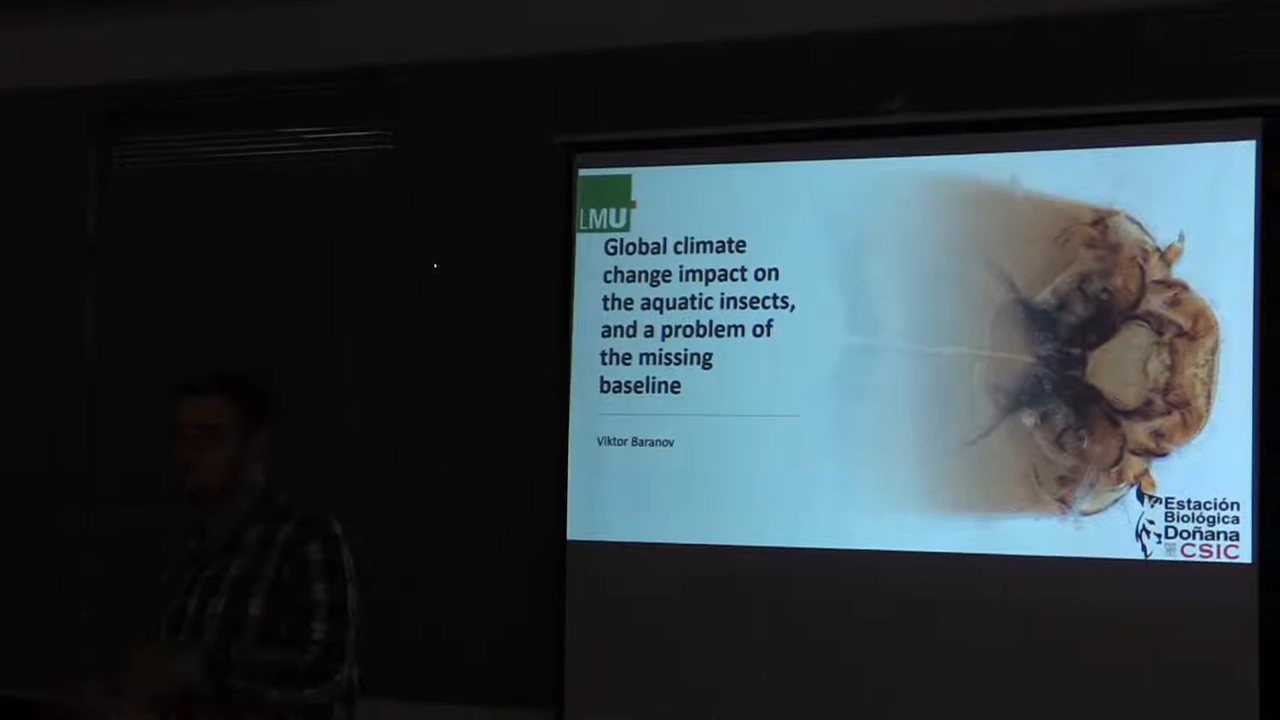 LMU
Global climate
change impact on
the aquatic insects,
and a problem of
the missing
baseline
Viktor Baranov
Estación
Biológica
Doñana
CSIC